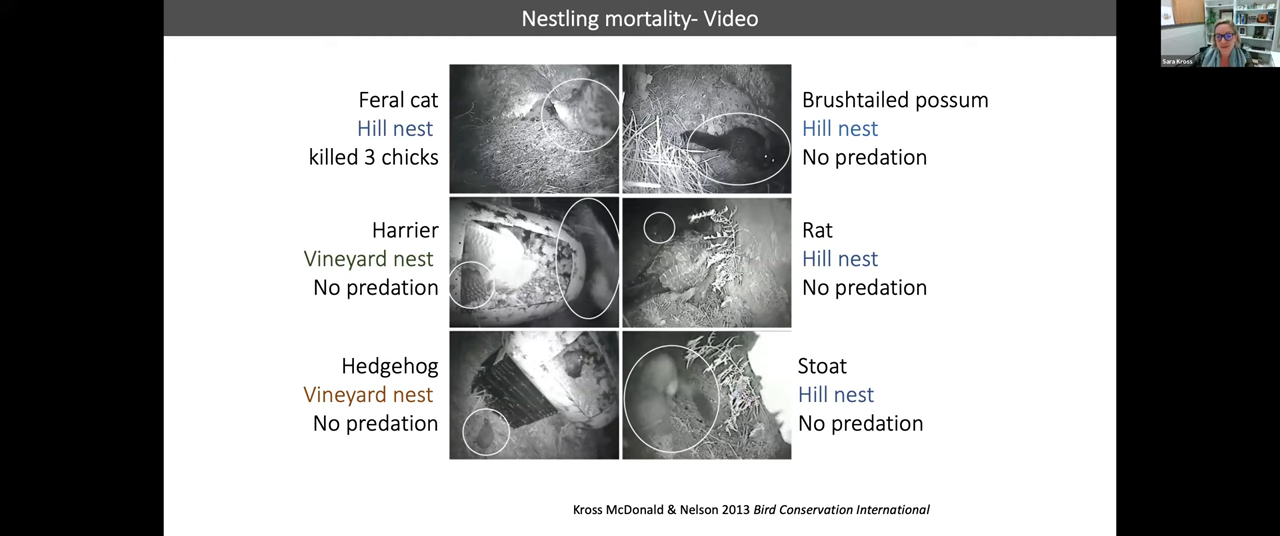 Nestling mortality- Video
Sara Kross
Feral cat
Hill nest
killed 3 chicks
Brushtailed possum
Hill nest
No predation
Harrier
Vineyard nest
No predation
Rat
Hill nest
No predation
Hedgehog
Vineyard nest
No predation
Stoat
Hill nest
No predation
Kross McDonald & Nelson 2013 Bird Conservation International